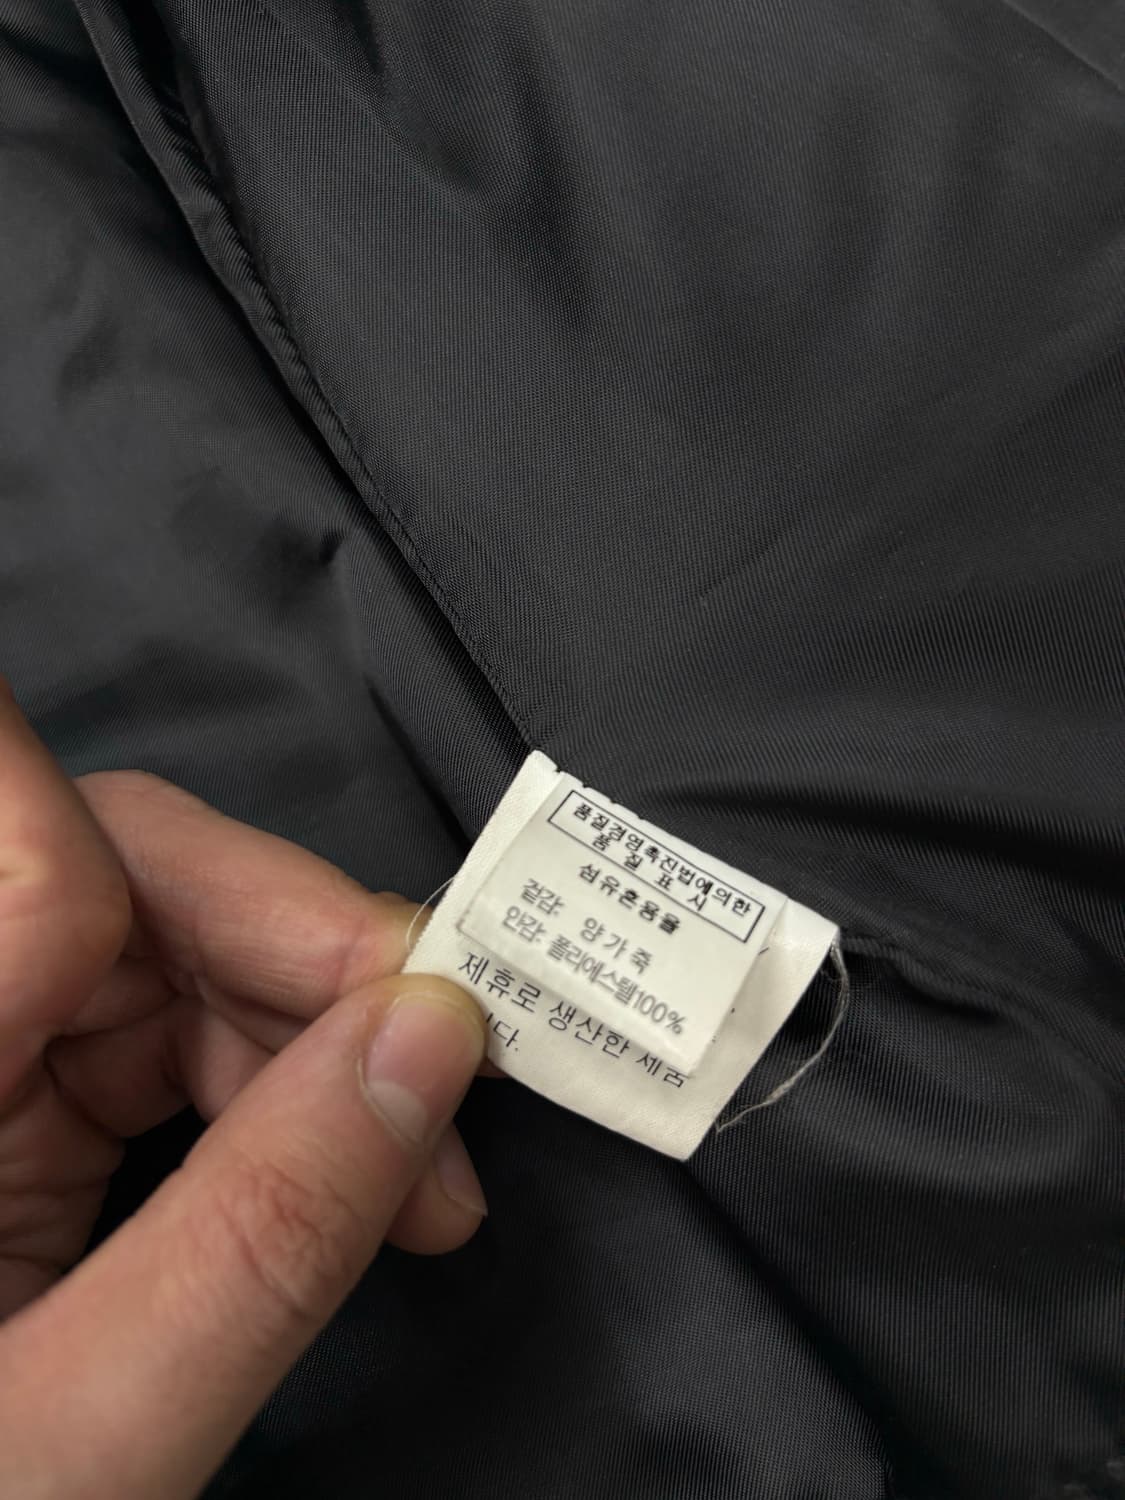 품질경영촉진법에의한
품 질 표 시
섬유혼용율
겉감: 양가죽
안감: 폴리에스텔100%
제휴로 생산한 제품
니다.